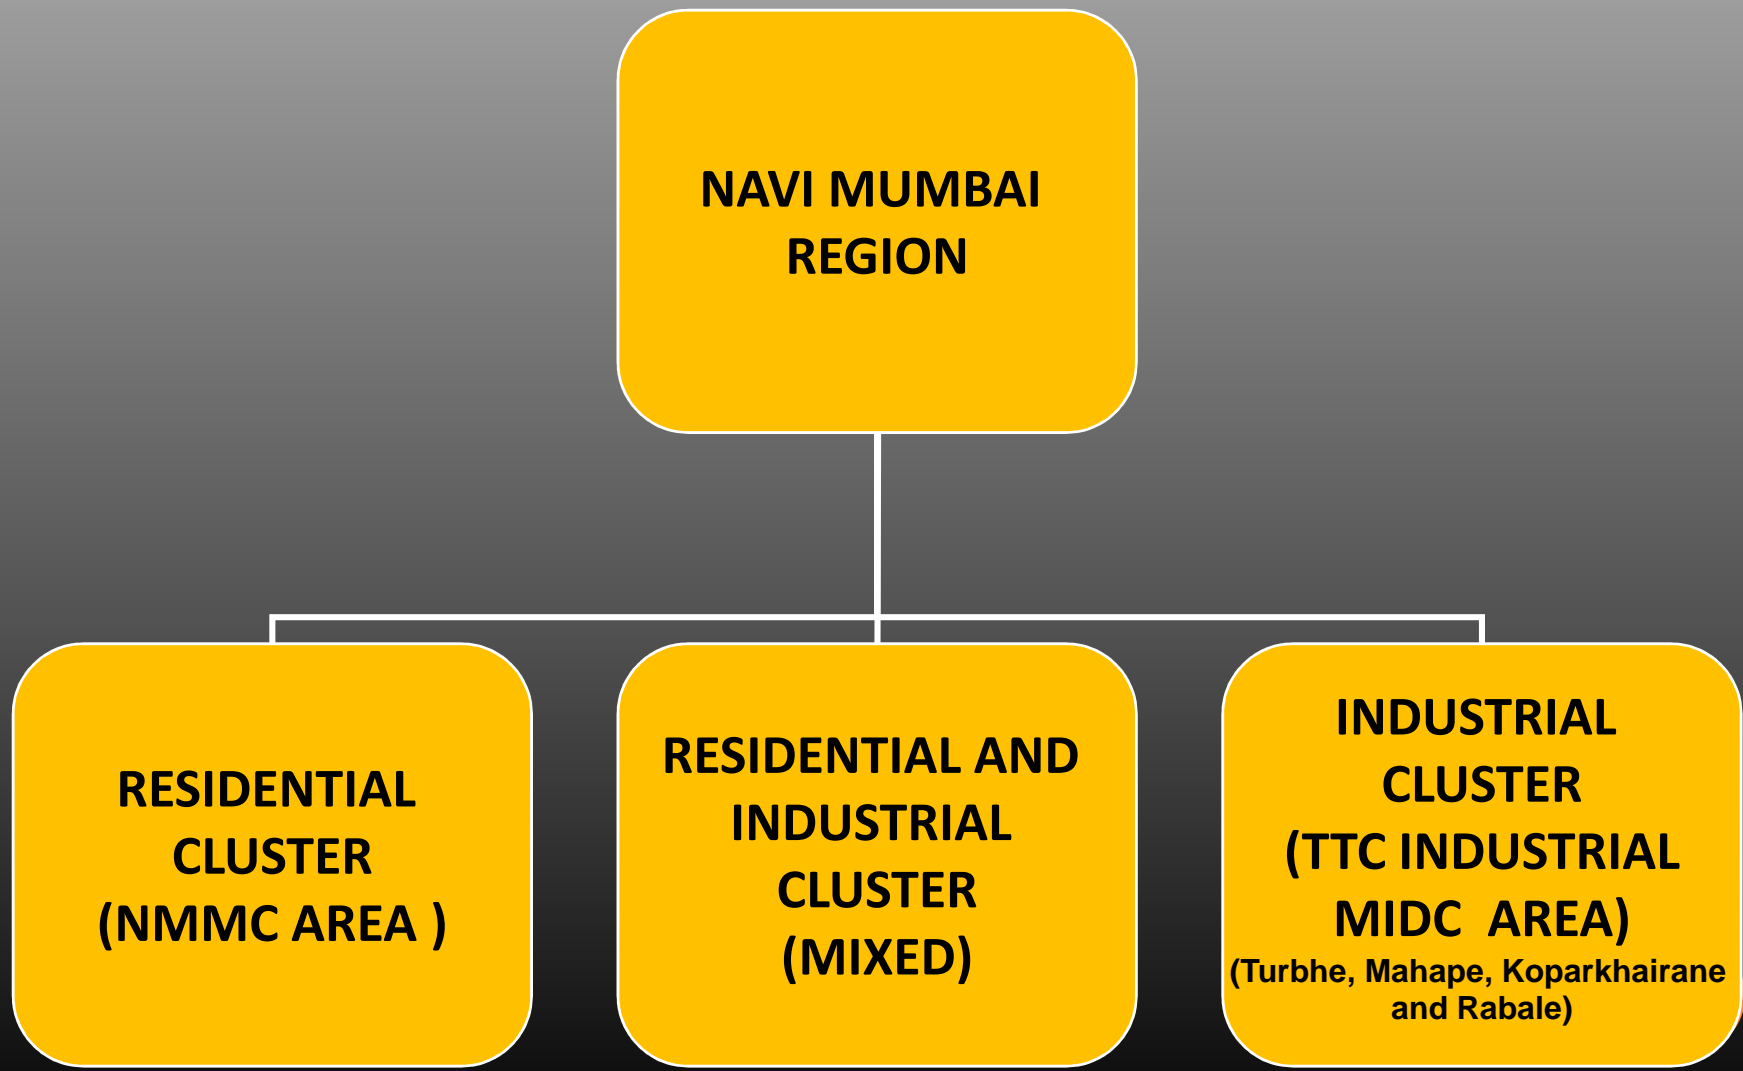 NAVI MUMBAI
REGION
RESIDENTIAL
CLUSTER
(NMMC AREA )
RESIDENTIAL AND
INDUSTRIAL
CLUSTER
(MIXED)
INDUSTRIAL
CLUSTER
(TTC INDUSTRIAL
MIDC  AREA)
(Turbhe, Mahape, Koparkhairane
and Rabale)